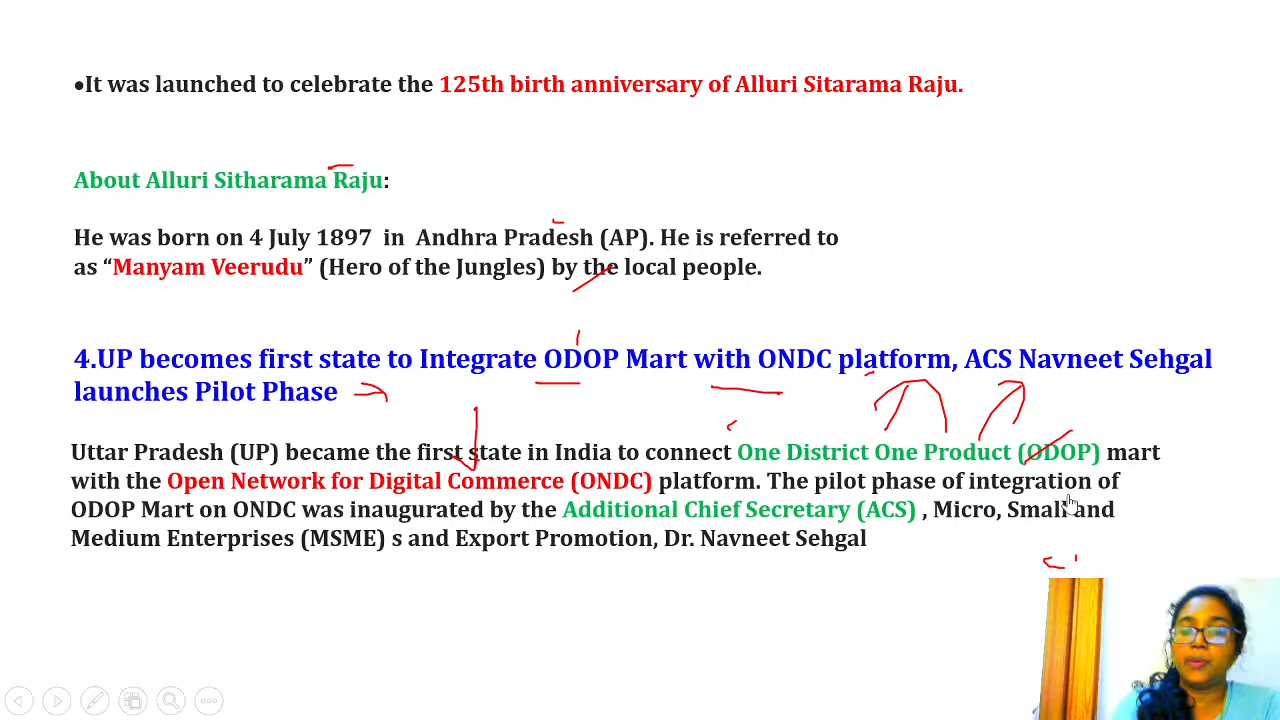 •It was launched to celebrate the 125th birth anniversary of Alluri Sitarama Raju.
About Alluri Sitharama Raju:
He was born on 4 July 1897 in Andhra Pradesh (AP). He is referred to
as “Manyam Veerudu” (Hero of the Jungles) by the local people.
4.UP becomes first state to Integrate ODOP Mart with ONDC platform, ACS Navneet Sehgal
launches Pilot Phase
Uttar Pradesh (UP) became the first state in India to connect One District One Product (ODOP) mart
with the Open Network for Digital Commerce (ONDC) platform. The pilot phase of integration of
ODOP Mart on ONDC was inaugurated by the Additional Chief Secretary (ACS) , Micro, Small and
Medium Enterprises (MSME) s and Export Promotion, Dr. Navneet Sehgal